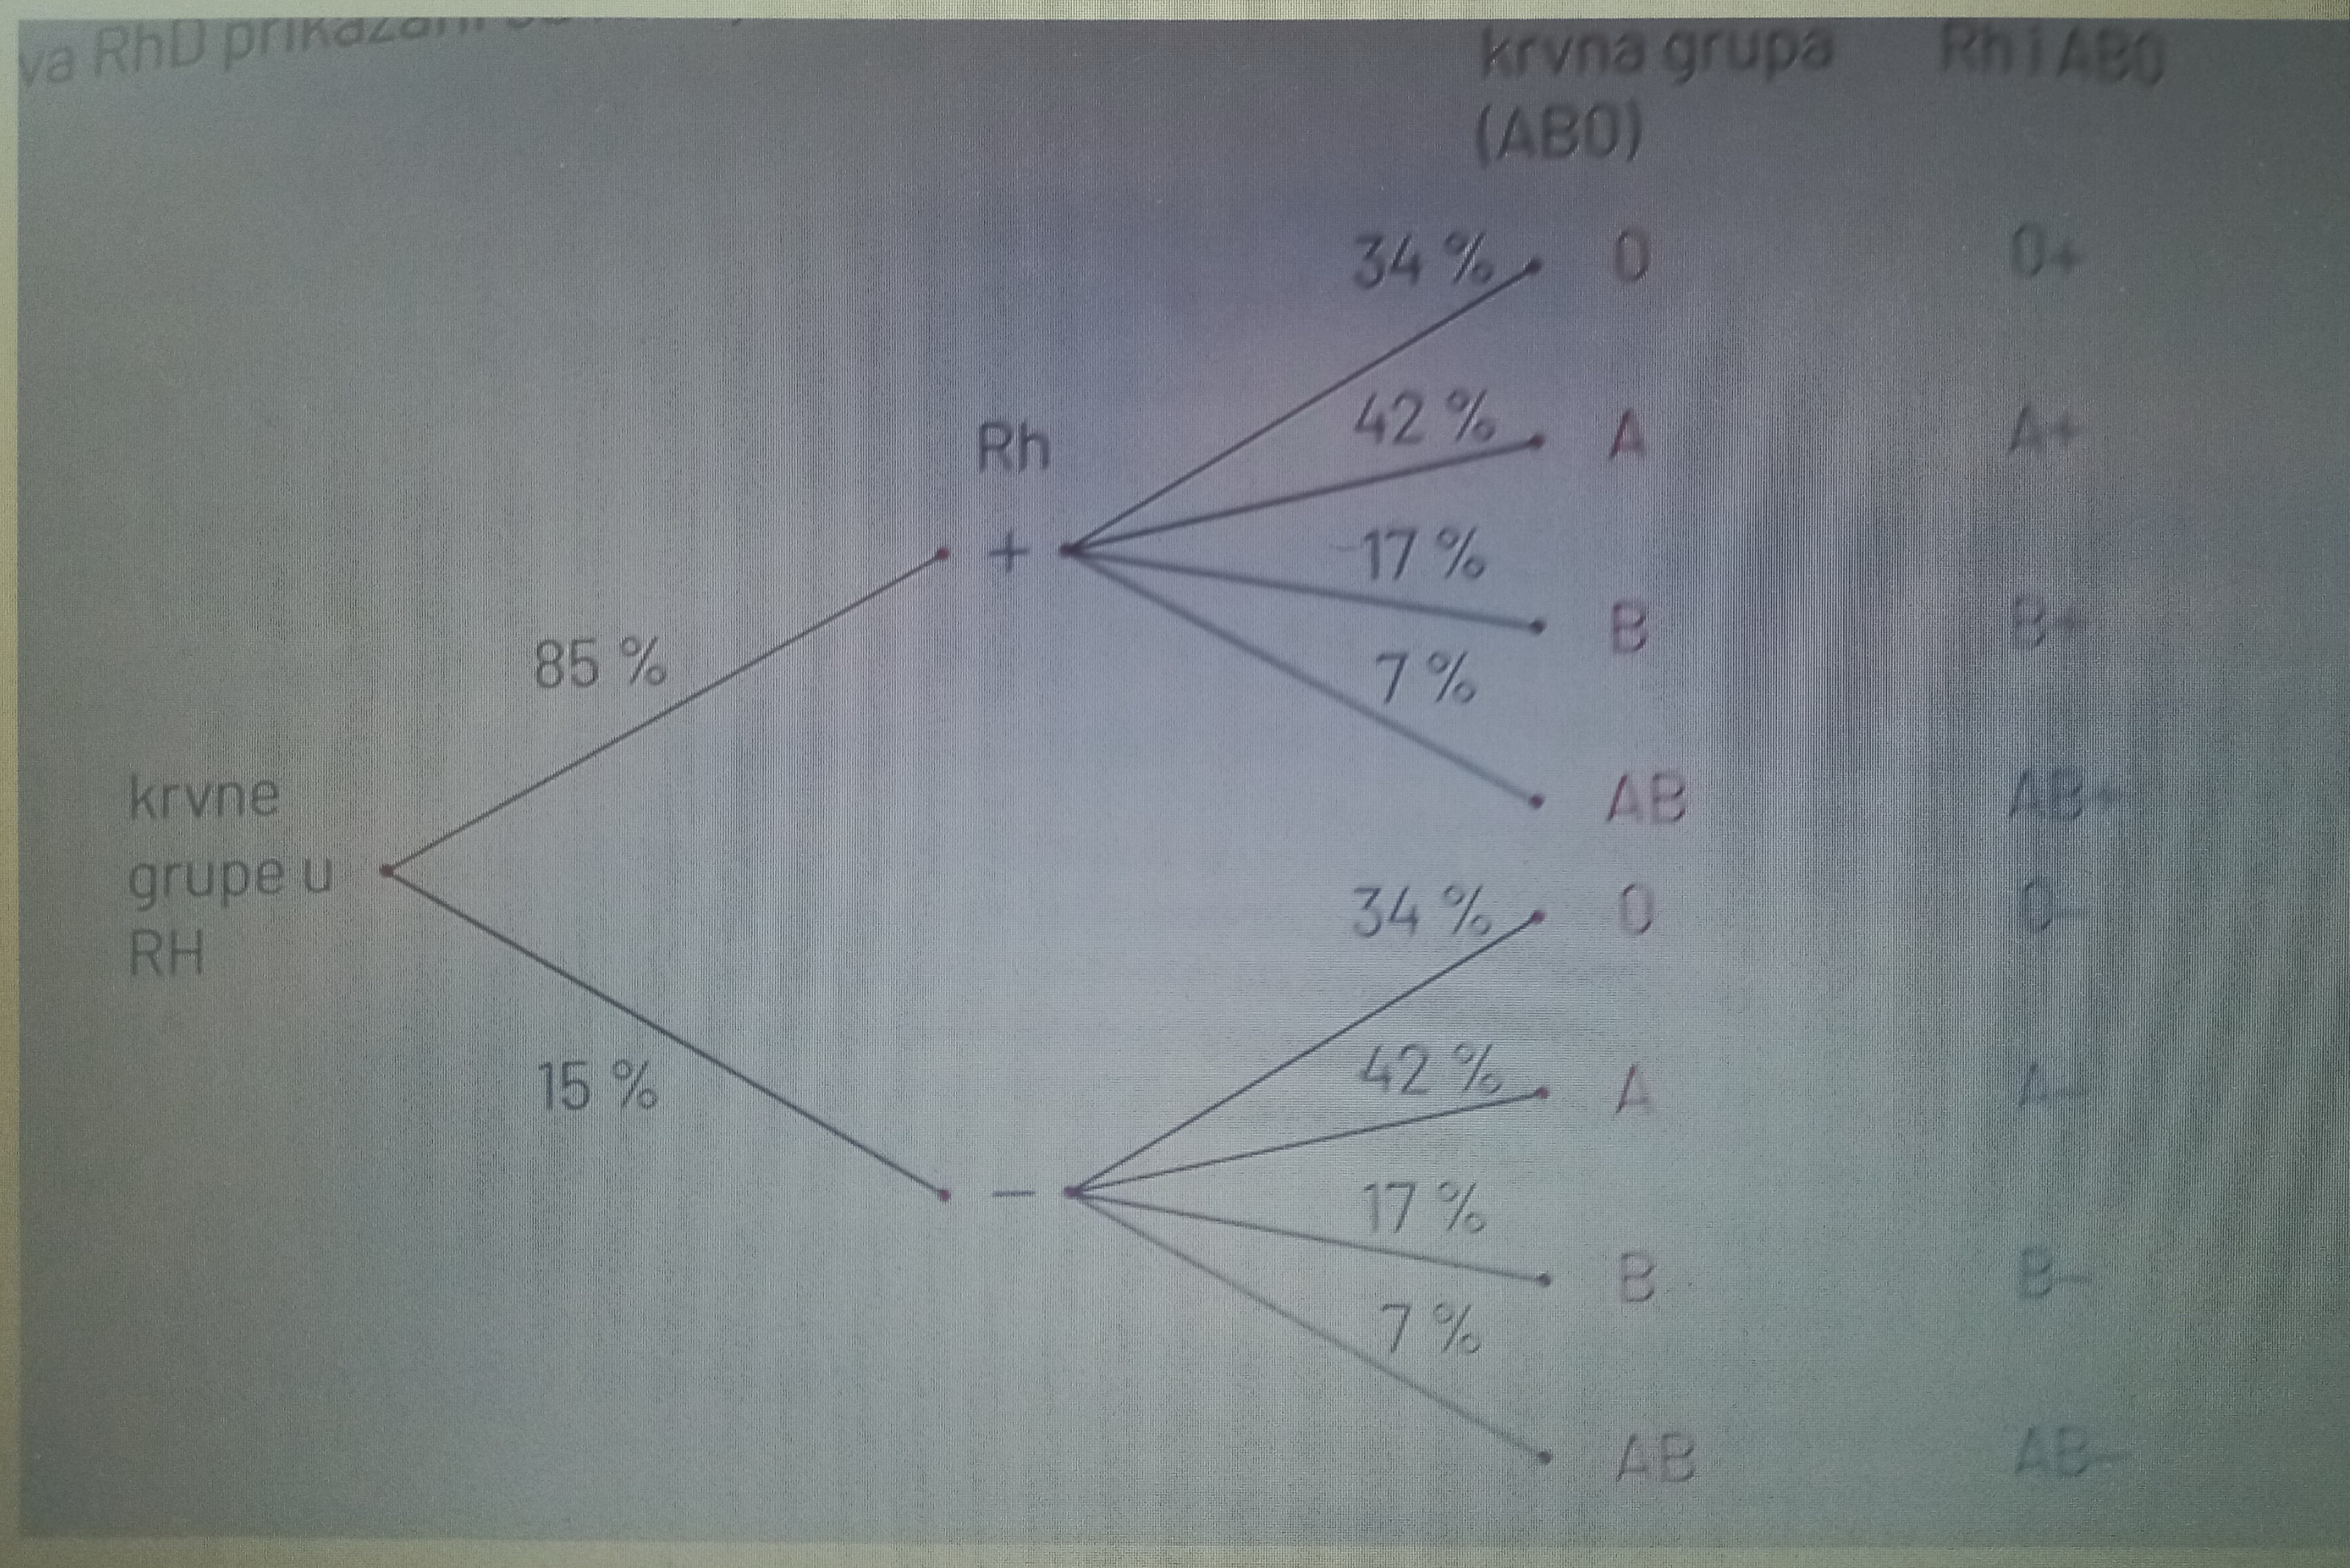 va RhD prikazani
krvna grupa Rh i AB0
(AB0)
34 % 0 0+
42 % A A+
Rh
+
17 % B B+
85 %
7 %
AB AB+
krvne
grupe u
RH
34 % 0 0-
42 % A A-
15 %
–
17 %
B B-
7 %
AB AB-